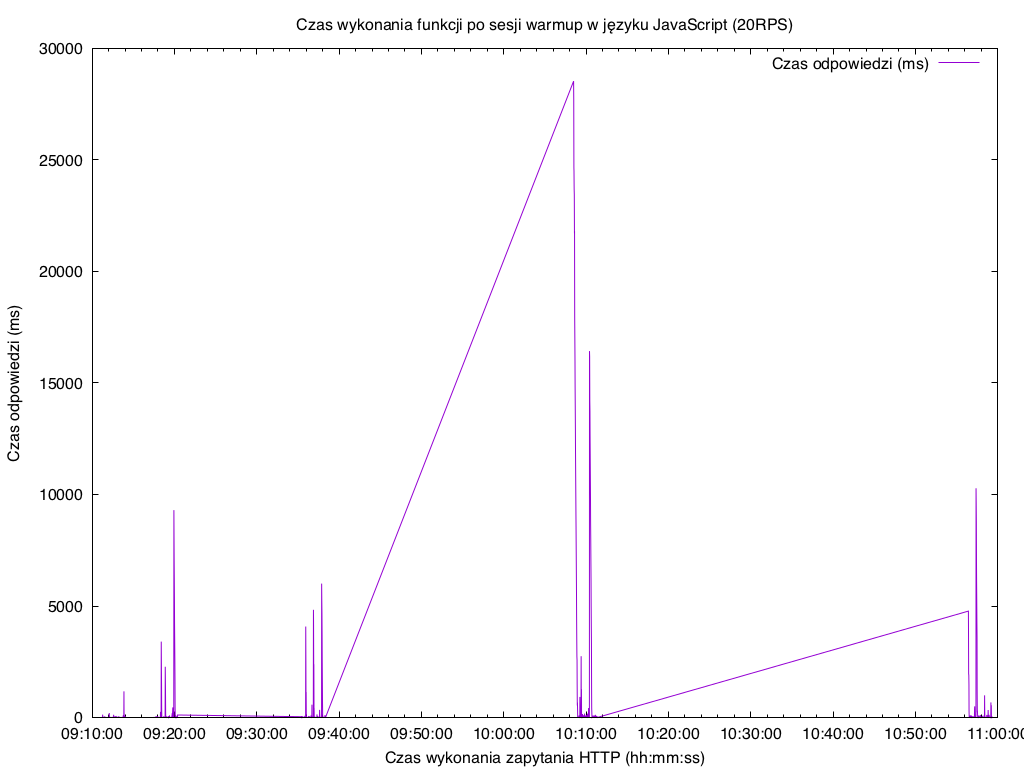 Czas wykonania funkcji po sesji warmup w języku JavaScript (20RPS)
Czas odpowiedzi (ms)
30000
25000
20000
15000
10000
5000
0
Czas odpowiedzi (ms)
09:10:00 09:20:00 09:30:00 09:40:00 09:50:00 10:00:00 10:10:00 10:20:00 10:30:00 10:40:00 10:50:00 11:00:00
Czas wykonania zapytania HTTP (hh:mm:ss)